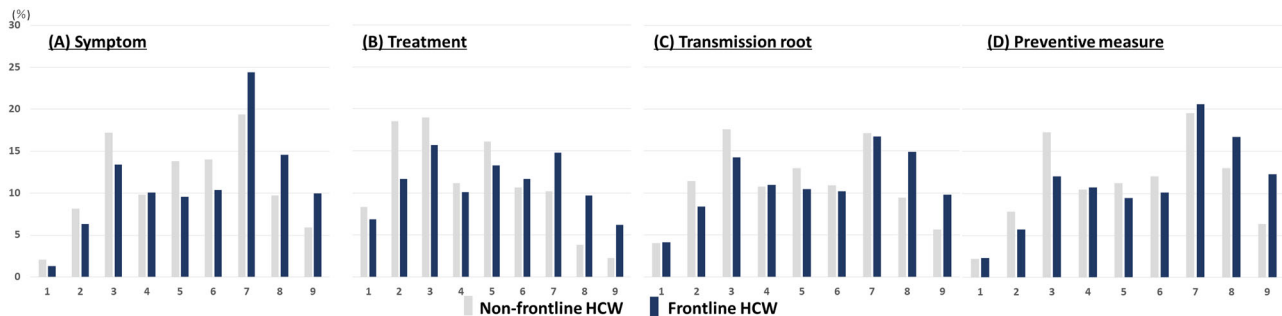 (%)
30
25
20
15
10
5
0
(A) Symptom
1 2 3 4 5 6 7 8 9
(B) Treatment
1 2 3 4 5 6 7 8 9
(C) Transmission root
1 2 3 4 5 6 7 8 9
(D) Preventive measure
1 2 3 4 5 6 7 8 9
Non-frontline HCW
Frontline HCW